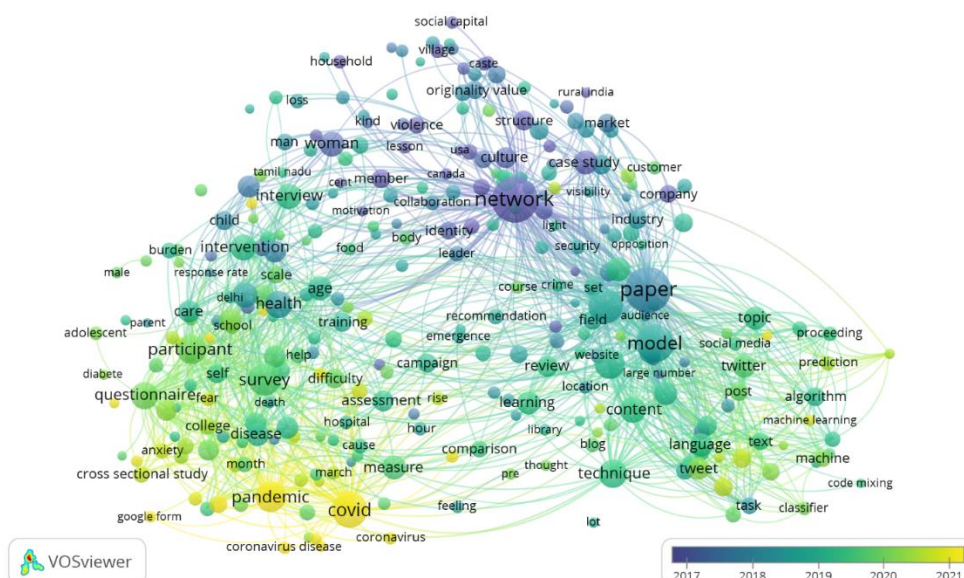 social capital
village
household
caste
originality value
rural india
loss
kind
violence
structure
market
man
woman
lesson
usa
culture
case study
customer
tamil nadu
cent
member
canada
interview
network
visibility
company
motivation
collaboration
child
light
industry
body
identity
intervention
food
security
opposition
burden
leader
male
response rate
scale
age
course
crime
set
paper
delhi
health
care
recommendation
field
audience
topic
parent
school
training
adolescent
emergence
proceeding
participant
website
model
social media
help
campaign
review
prediction
diabete
self
survey
difficulty
large number
twitter
questionnaire
fear
death
assessment
rise
location
post
algorithm
learning
content
college
hospital
machine learning
disease
hour
library
anxiety
cause
blog
language
text
month
comparison
machine
cross sectional study
march
measure
pre
thought
technique
tweet
code mixing
pandemic
google form
covid
feeling
task
classifier
lot
coronavirus disease
coronavirus
VOSviewer
2017 2018 2019 2020 2021